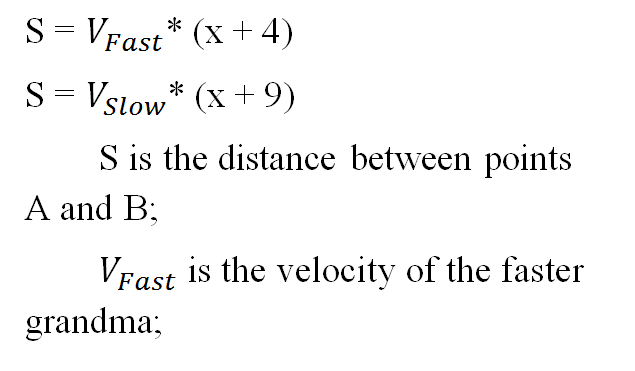 S = V_Fast * (x + 4)
S = V_Slow * (x + 9)
S is the distance between points
A and B;
V_Fast is the velocity of the faster
grandma;